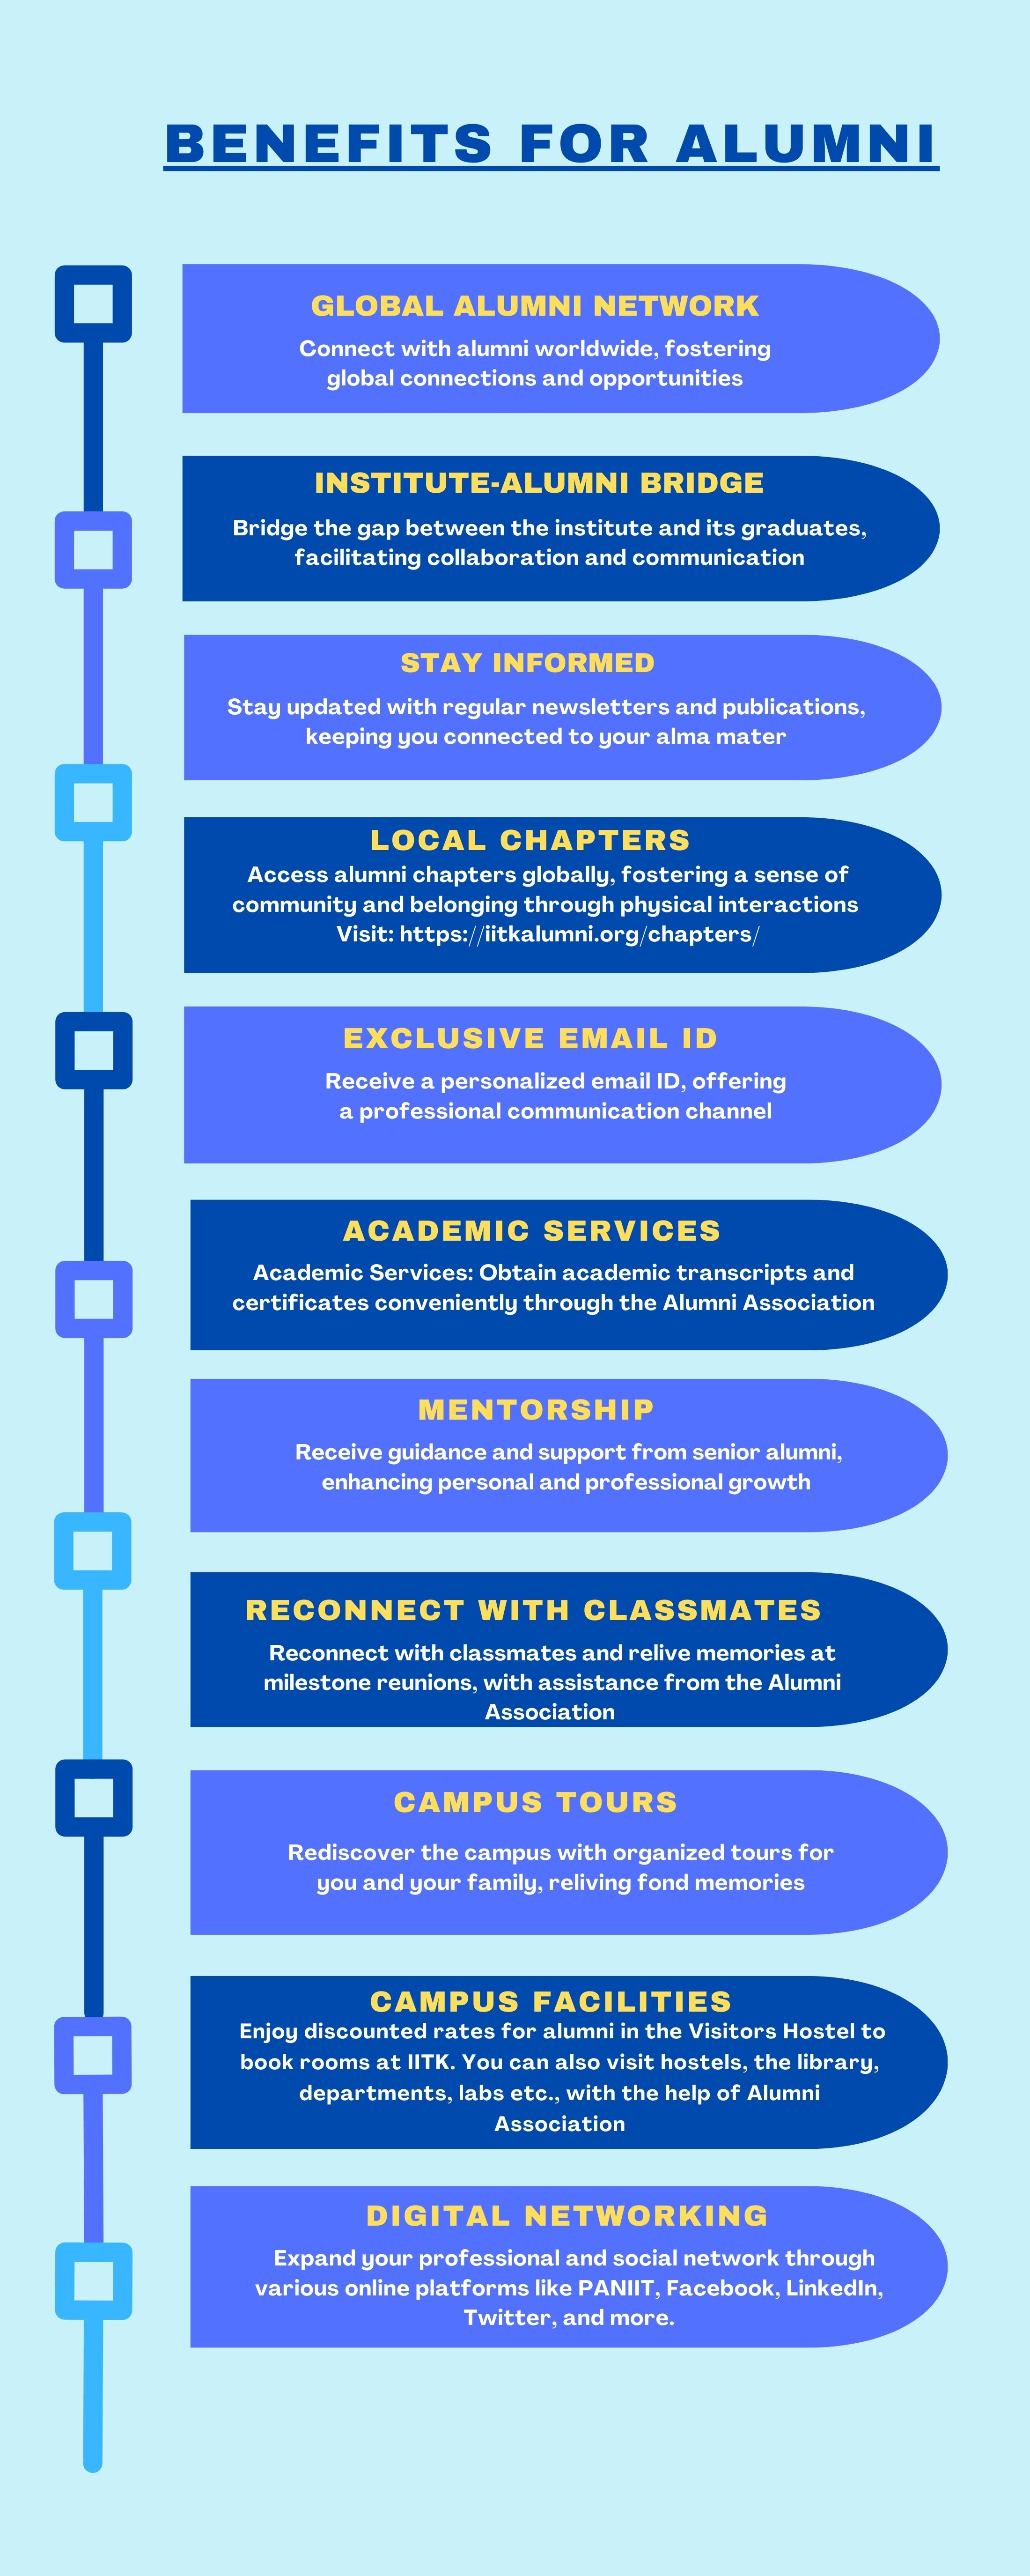 BENEFITS FOR ALUMNI
GLOBAL ALUMNI NETWORK
Connect with alumni worldwide, fostering
global connections and opportunities
INSTITUTE-ALUMNI BRIDGE
Bridge the gap between the institute and its graduates,
facilitating collaboration and communication
STAY INFORMED
Stay updated with regular newsletters and publications,
keeping you connected to your alma mater
LOCAL CHAPTERS
Access alumni chapters globally, fostering a sense of
community and belonging through physical interactions
Visit: https://iitkalumni.org/chapters/
EXCLUSIVE EMAIL ID
Receive a personalized email ID, offering
a professional communication channel
ACADEMIC SERVICES
Academic Services: Obtain academic transcripts and
certificates conveniently through the Alumni Association
MENTORSHIP
Receive guidance and support from senior alumni,
enhancing personal and professional growth
RECONNECT WITH CLASSMATES
Reconnect with classmates and relive memories at
milestone reunions, with assistance from the Alumni
Association
CAMPUS TOURS
Rediscover the campus with organized tours for
you and your family, reliving fond memories
CAMPUS FACILITIES
Enjoy discounted rates for alumni in the Visitors Hostel to
book rooms at IITK. You can also visit hostels, the library,
departments, labs etc., with the help of Alumni
Association
DIGITAL NETWORKING
Expand your professional and social network through
various online platforms like PANIIT, Facebook, LinkedIn,
Twitter, and more.